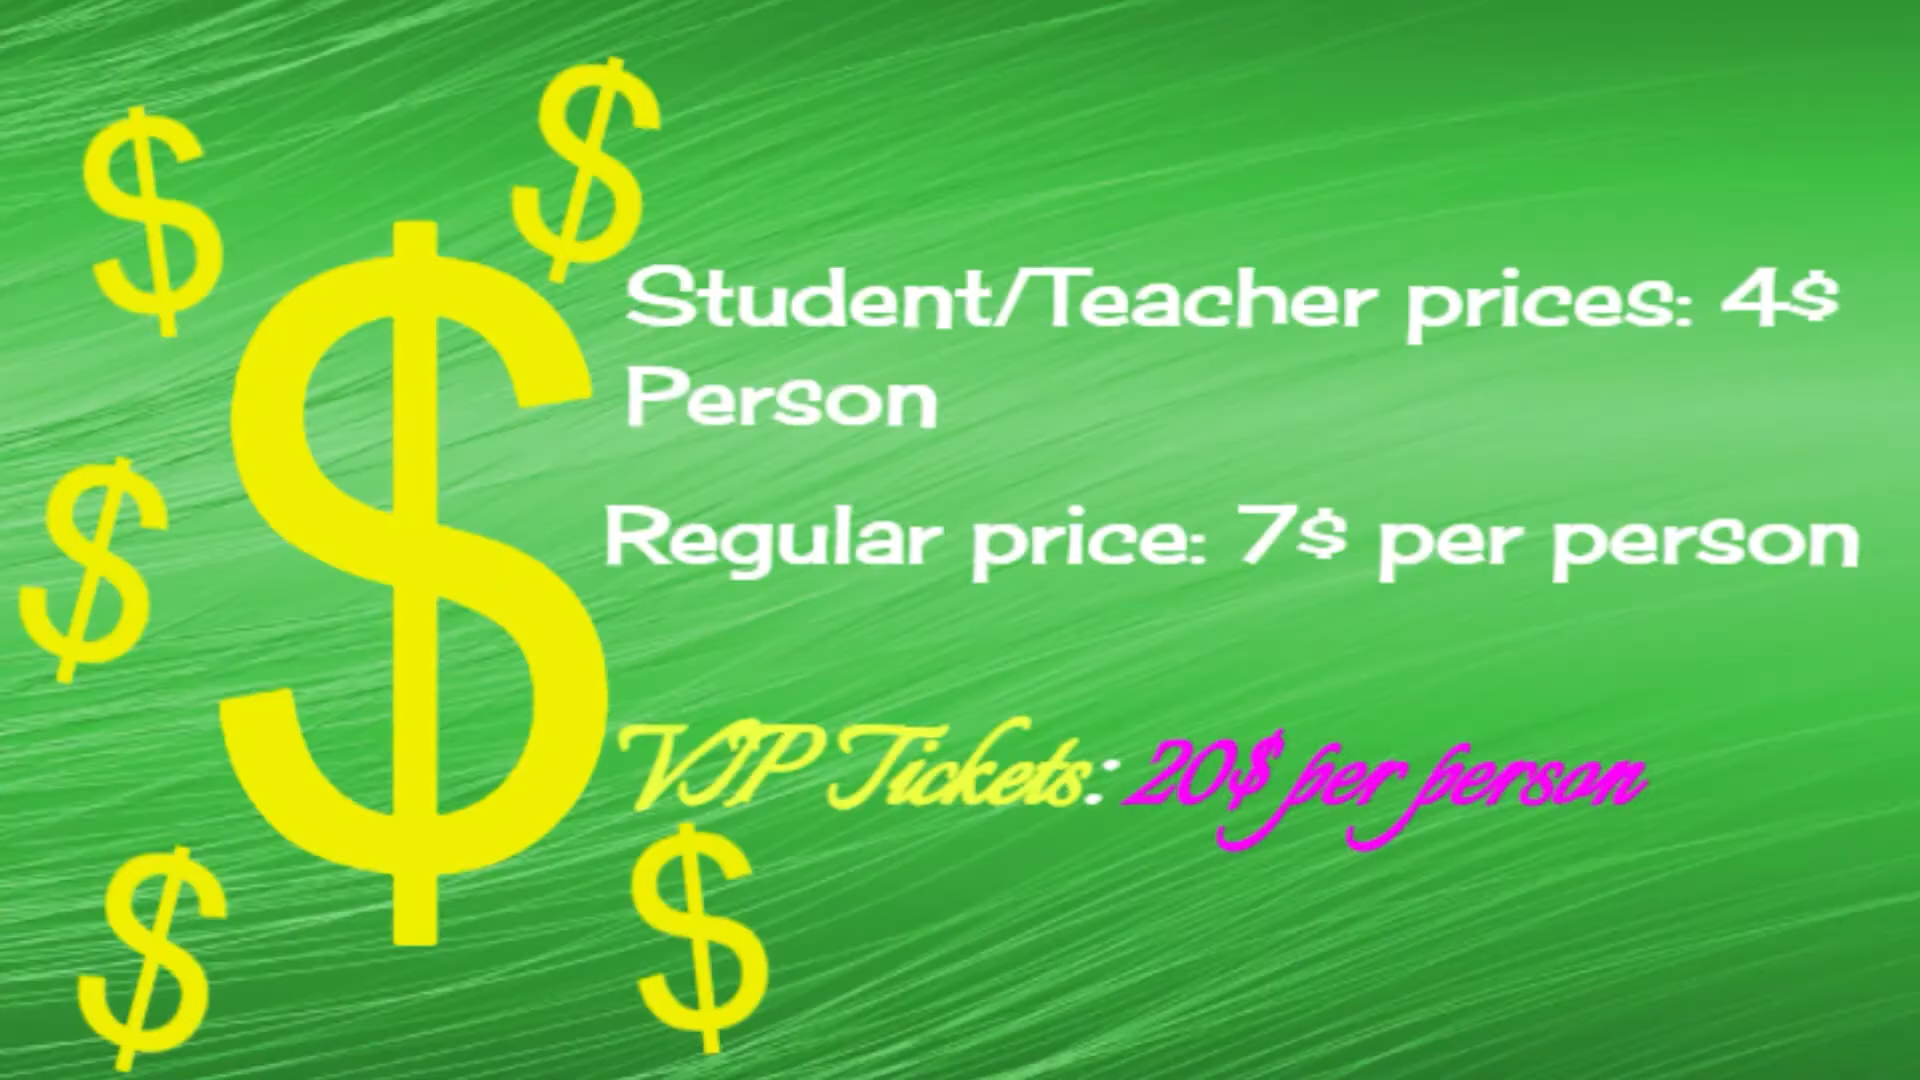 $
$
$
$
$
$
Student/Teacher prices: 4$
Person
Regular price: 7$ per person
VIP Tickets: 20$ per person